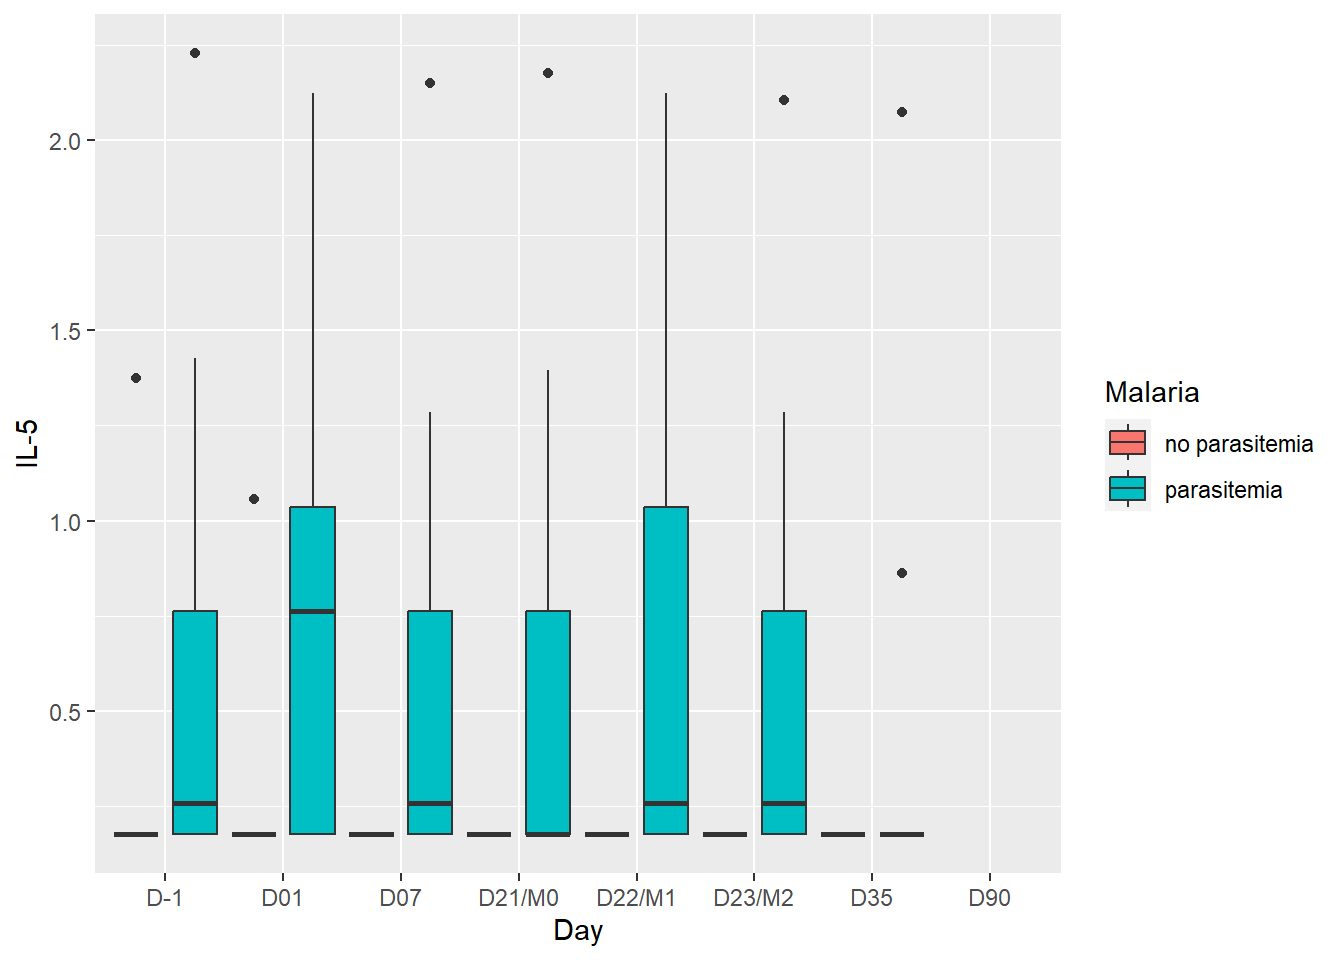 2.0
1.5
1.0
0.5
IL-5
D-1 D01 D07 D21/M0 D22/M1 D23/M2 D35 D90
Day
Malaria
no parasitemia
parasitemia